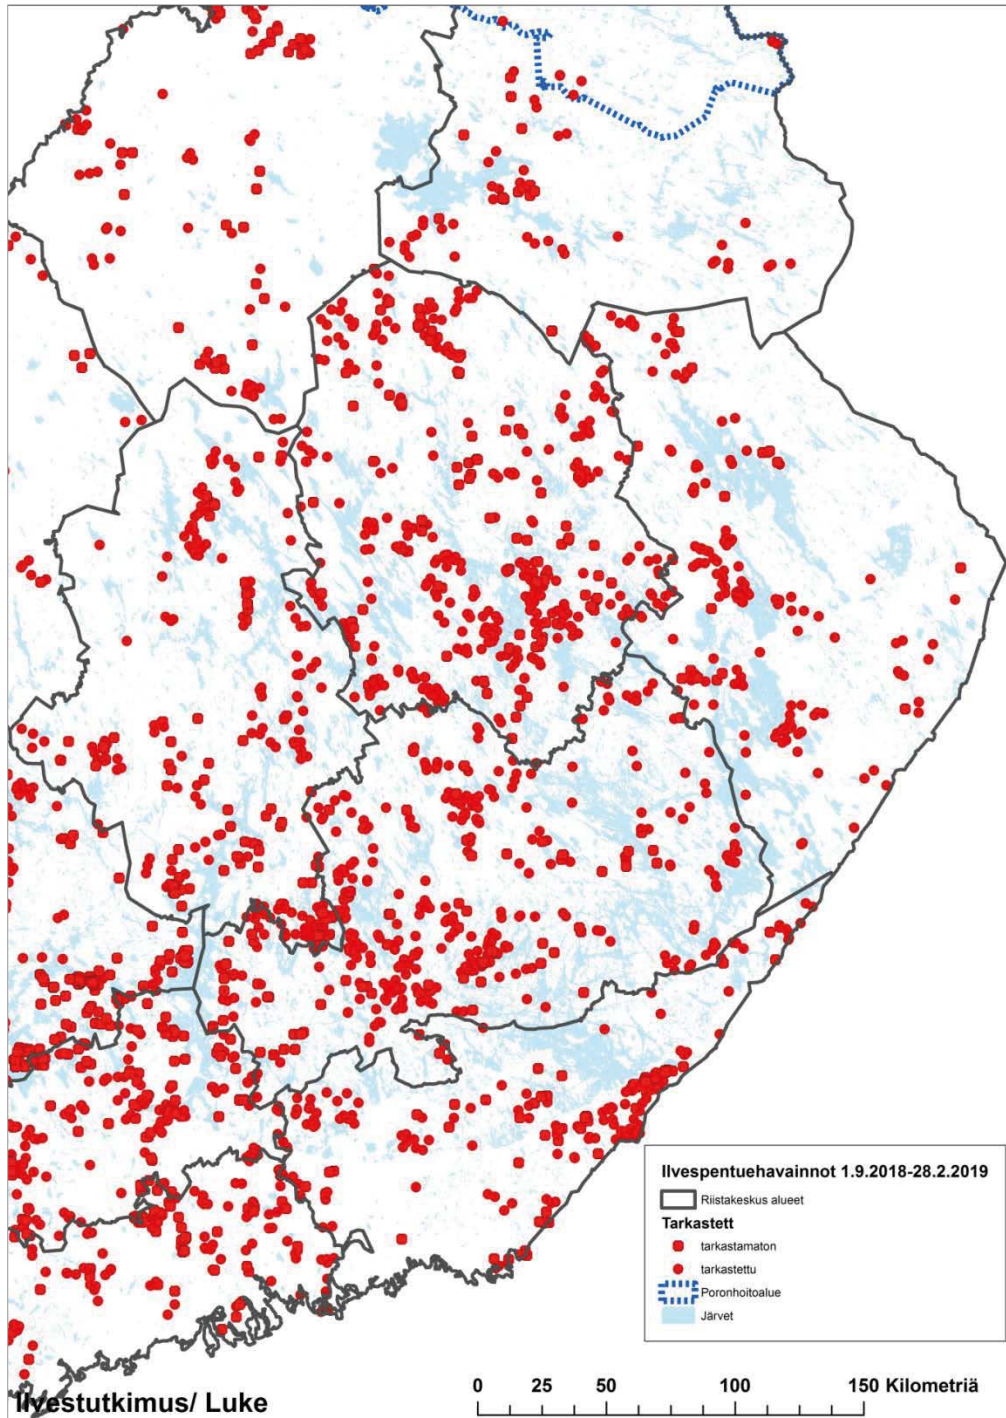 Ilvespentuehavainnot 1.9.2018-28.2.2019
Riistakeskus alueet
Tarkastett
tarkastamaton
tarkastettu
Poronhoitoalue
Järvet
Ilvestutkimus/ Luke
0 25 50 100 150 Kilometriä